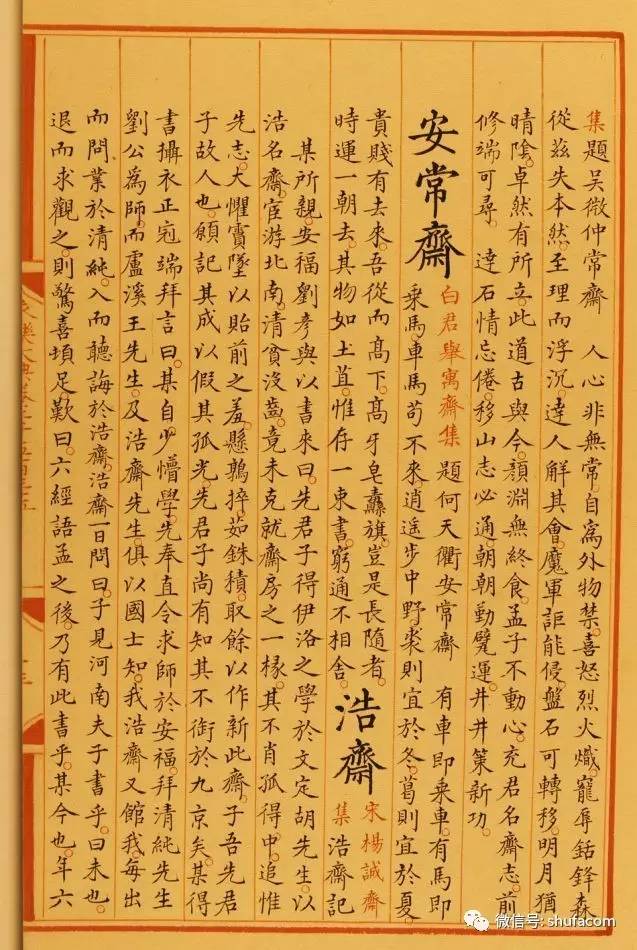 集題吳微仲常齋　人心非無常。自爲外物禁。喜怒烈火熾。寵辱銛鋒森
從茲失本然。至理而浮沉。達人解其會。魔軍詎能侵。盤石可轉移。明月猶
晴陰。卓然有所立。此道古與今。顏淵無終食。孟子不動心。充君名齋志。前
修端可尋。　達石情忘倦。移山志必通。朝朝勤甓運。井井策新功。
安常齋
白君舉寓齋集　題何天衢安常齋　有車即乘車。有馬即
乘馬。車馬苟不來。逍遙步中野。裘則宜於冬。葛則宜於夏。
貴賤有去來。吾從而高下。高牙皂纛旗。豈是長隨者。
時運一朝去。其物如土苴。惟存一束書。窮通不相舍。
浩齋
宋楊誠齋
集　浩齋記
某所親安福劉彥與以書來曰。先君子得伊洛之學於文定胡先生。以
浩名齋。宦游北南。清貧沒齒。竟未克就齋房之一椽。其不肖孤得中。追惟
先志。大懼實墜以貽前之羞。懸鶉捽茹銖積。取餘以作新此齋。子吾先君
子故人也。願記其成以假其孤光。先君子尚有知其不銜於九京矣。某得
書攝衣正冠端拜言曰。某自少懵學。先奉直令求師於安福。拜清純先生
劉公爲師。而盧溪王先生。及浩齋先生。俱以國士知。我浩齋又館我每出
而問業於清純。入而聽誨於浩齋。浩齋一日問曰。子見河南夫子書乎。曰未也。
退而求觀之。則驚喜頓足。歎曰。六經語孟之後。乃有此書乎。某今也。年六
樂大典卷
微信号: shufacom